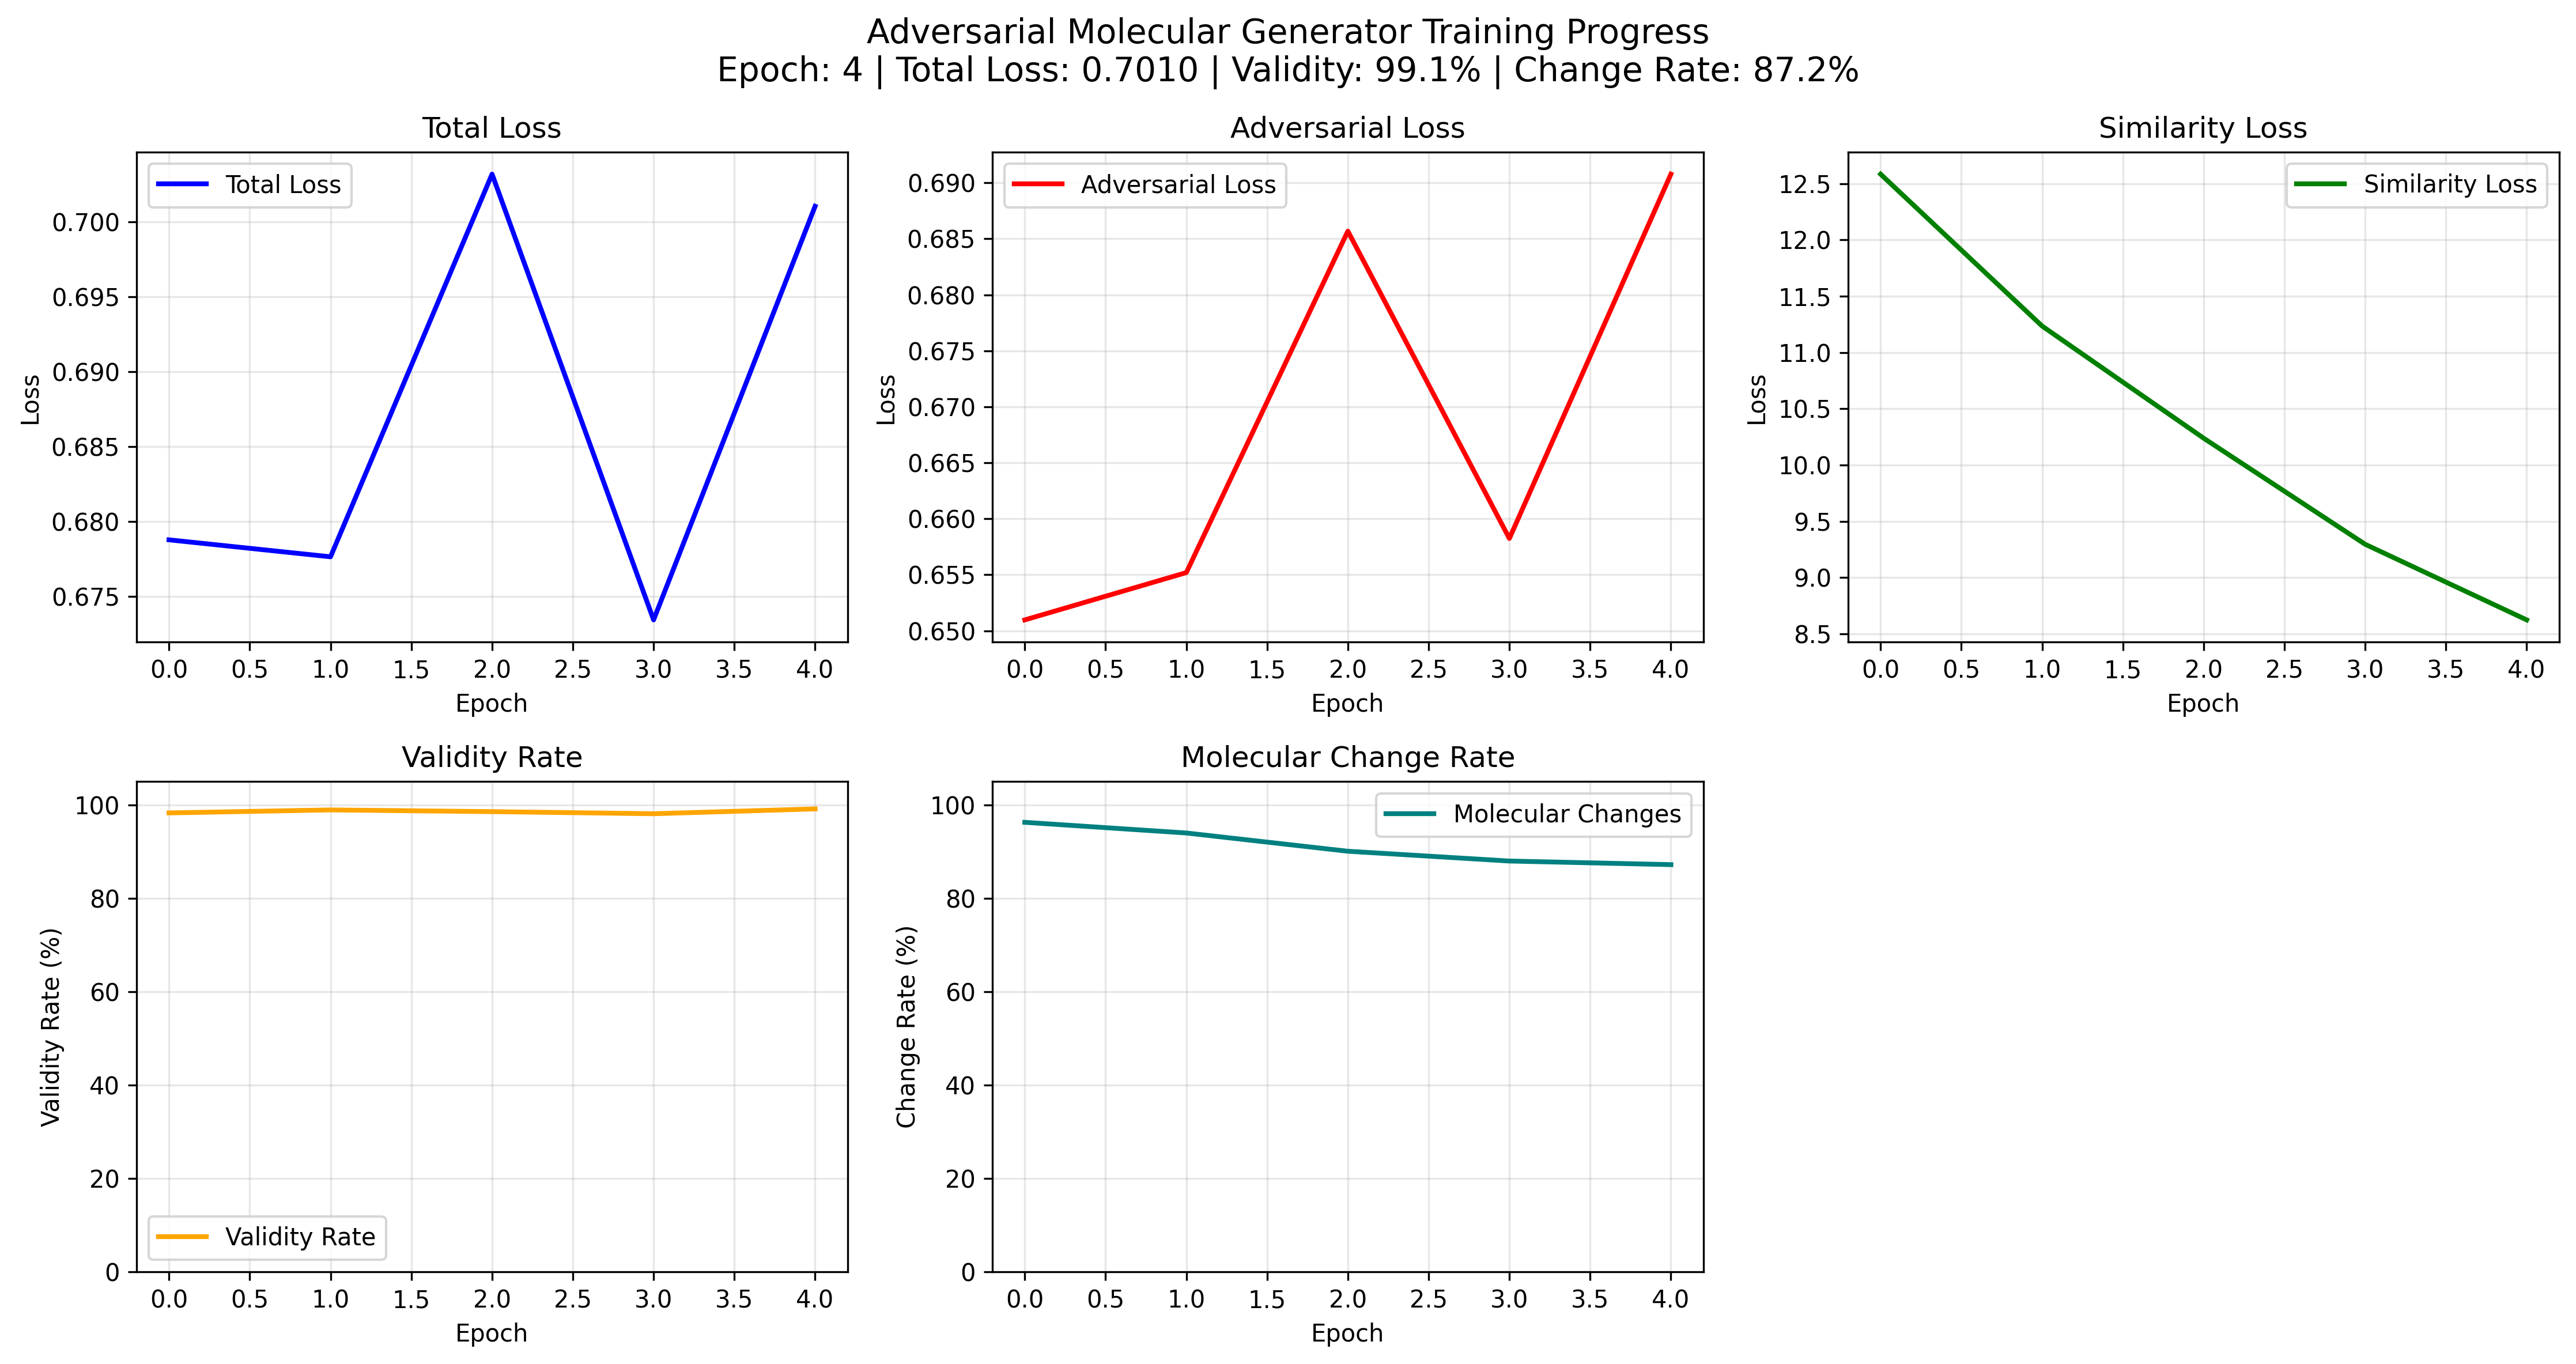 Adversarial Molecular Generator Training Progress
Epoch: 4 | Total Loss: 0.7010 | Validity: 99.1% | Change Rate: 87.2%
Total Loss
Total Loss
0.700
0.695
0.690
0.685
0.680
0.675
Loss
0.0 0.5 1.0 1.5 2.0 2.5 3.0 3.5 4.0
Epoch
Adversarial Loss
Adversarial Loss
0.690
0.685
0.680
0.675
0.670
0.665
0.660
0.655
0.650
Loss
0.0 0.5 1.0 1.5 2.0 2.5 3.0 3.5 4.0
Epoch
Similarity Loss
Similarity Loss
12.5
12.0
11.5
11.0
10.5
10.0
9.5
9.0
8.5
Loss
0.0 0.5 1.0 1.5 2.0 2.5 3.0 3.5 4.0
Epoch
Validity Rate
100
80
60
40
20
0
Validity Rate (%)
Validity Rate
0.0 0.5 1.0 1.5 2.0 2.5 3.0 3.5 4.0
Epoch
Molecular Change Rate
Molecular Changes
100
80
60
40
20
0
Change Rate (%)
0.0 0.5 1.0 1.5 2.0 2.5 3.0 3.5 4.0
Epoch